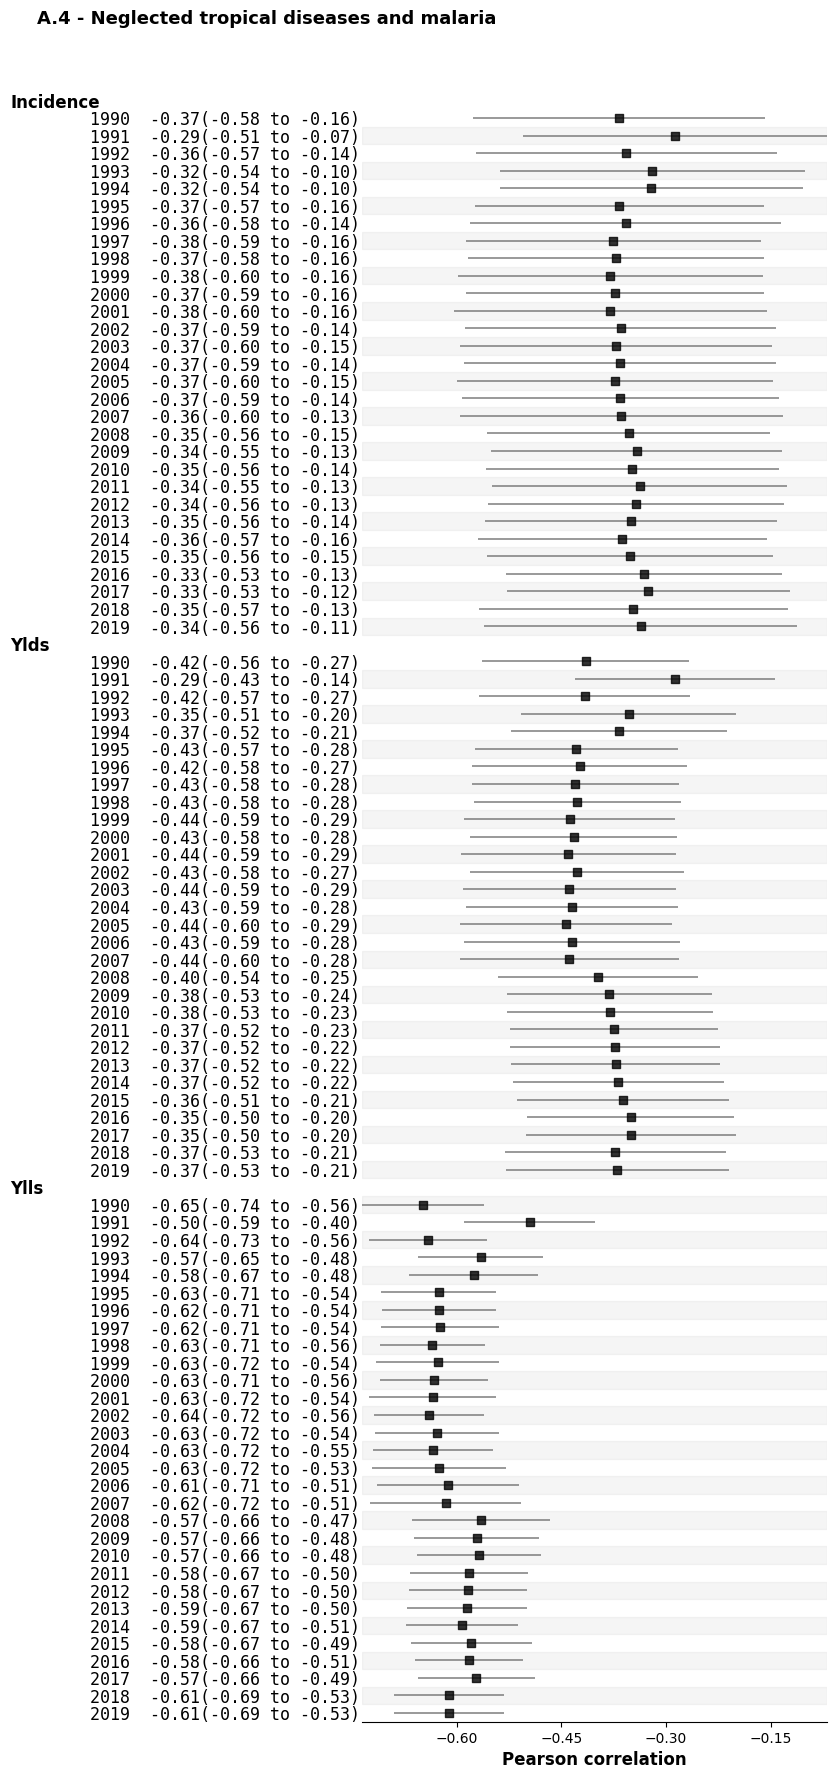 A.4 - Neglected tropical diseases and malaria
Incidence
1990 -0.37(-0.58 to -0.16)
1991 -0.29(-0.51 to -0.07)
1992 -0.36(-0.57 to -0.14)
1993 -0.32(-0.54 to -0.10)
1994 -0.32(-0.54 to -0.10)
1995 -0.37(-0.57 to -0.16)
1996 -0.36(-0.58 to -0.14)
1997 -0.38(-0.59 to -0.16)
1998 -0.37(-0.58 to -0.16)
1999 -0.38(-0.60 to -0.16)
2000 -0.37(-0.59 to -0.16)
2001 -0.38(-0.60 to -0.16)
2002 -0.37(-0.59 to -0.14)
2003 -0.37(-0.60 to -0.15)
2004 -0.37(-0.59 to -0.14)
2005 -0.37(-0.60 to -0.15)
2006 -0.37(-0.59 to -0.14)
2007 -0.36(-0.60 to -0.13)
2008 -0.35(-0.56 to -0.15)
2009 -0.34(-0.55 to -0.13)
2010 -0.35(-0.56 to -0.14)
2011 -0.34(-0.55 to -0.13)
2012 -0.34(-0.56 to -0.13)
2013 -0.35(-0.56 to -0.14)
2014 -0.36(-0.57 to -0.16)
2015 -0.35(-0.56 to -0.15)
2016 -0.33(-0.53 to -0.13)
2017 -0.33(-0.53 to -0.12)
2018 -0.35(-0.57 to -0.13)
2019 -0.34(-0.56 to -0.11)
Ylds
1990 -0.42(-0.56 to -0.27)
1991 -0.29(-0.43 to -0.14)
1992 -0.42(-0.57 to -0.27)
1993 -0.35(-0.51 to -0.20)
1994 -0.37(-0.52 to -0.21)
1995 -0.43(-0.57 to -0.28)
1996 -0.42(-0.58 to -0.27)
1997 -0.43(-0.58 to -0.28)
1998 -0.43(-0.58 to -0.28)
1999 -0.44(-0.59 to -0.29)
2000 -0.43(-0.58 to -0.28)
2001 -0.44(-0.59 to -0.29)
2002 -0.43(-0.58 to -0.27)
2003 -0.44(-0.59 to -0.29)
2004 -0.43(-0.59 to -0.28)
2005 -0.44(-0.60 to -0.29)
2006 -0.43(-0.59 to -0.28)
2007 -0.44(-0.60 to -0.28)
2008 -0.40(-0.54 to -0.25)
2009 -0.38(-0.53 to -0.24)
2010 -0.38(-0.53 to -0.23)
2011 -0.37(-0.52 to -0.23)
2012 -0.37(-0.52 to -0.22)
2013 -0.37(-0.52 to -0.22)
2014 -0.37(-0.52 to -0.22)
2015 -0.36(-0.51 to -0.21)
2016 -0.35(-0.50 to -0.20)
2017 -0.35(-0.50 to -0.20)
2018 -0.37(-0.53 to -0.21)
2019 -0.37(-0.53 to -0.21)
Ylls
1990 -0.65(-0.74 to -0.56)
1991 -0.50(-0.59 to -0.40)
1992 -0.64(-0.73 to -0.56)
1993 -0.57(-0.65 to -0.48)
1994 -0.58(-0.67 to -0.48)
1995 -0.63(-0.71 to -0.54)
1996 -0.62(-0.71 to -0.54)
1997 -0.62(-0.71 to -0.54)
1998 -0.63(-0.71 to -0.56)
1999 -0.63(-0.72 to -0.54)
2000 -0.63(-0.71 to -0.56)
2001 -0.63(-0.72 to -0.54)
2002 -0.64(-0.72 to -0.56)
2003 -0.63(-0.72 to -0.54)
2004 -0.63(-0.72 to -0.55)
2005 -0.63(-0.72 to -0.53)
2006 -0.61(-0.71 to -0.51)
2007 -0.62(-0.72 to -0.51)
2008 -0.57(-0.66 to -0.47)
2009 -0.57(-0.66 to -0.48)
2010 -0.57(-0.66 to -0.48)
2011 -0.58(-0.67 to -0.50)
2012 -0.58(-0.67 to -0.50)
2013 -0.59(-0.67 to -0.50)
2014 -0.59(-0.67 to -0.51)
2015 -0.58(-0.67 to -0.49)
2016 -0.58(-0.66 to -0.51)
2017 -0.57(-0.66 to -0.49)
2018 -0.61(-0.69 to -0.53)
2019 -0.61(-0.69 to -0.53)
−0.60 −0.45 −0.30 −0.15
Pearson correlation